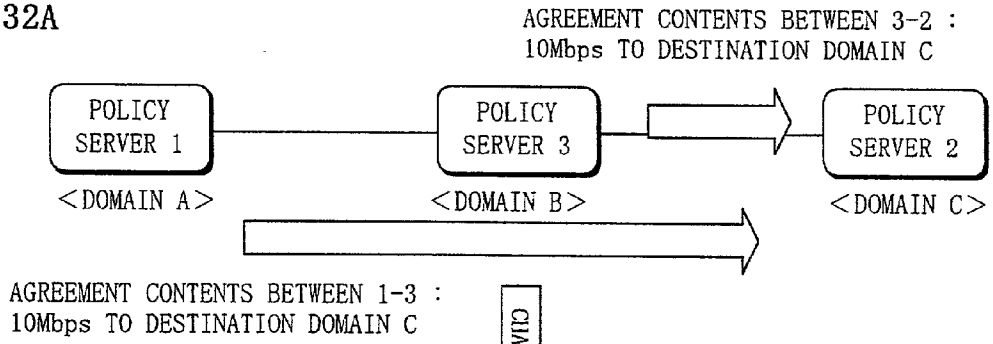 32A
AGREEMENT CONTENTS BETWEEN 3-2 :
10Mbps TO DESTINATION DOMAIN C
POLICY
SERVER 1
POLICY
SERVER 3
POLICY
SERVER 2
<DOMAIN A>
<DOMAIN B>
<DOMAIN C>
AGREEMENT CONTENTS BETWEEN 1-3 :
10Mbps TO DESTINATION DOMAIN C